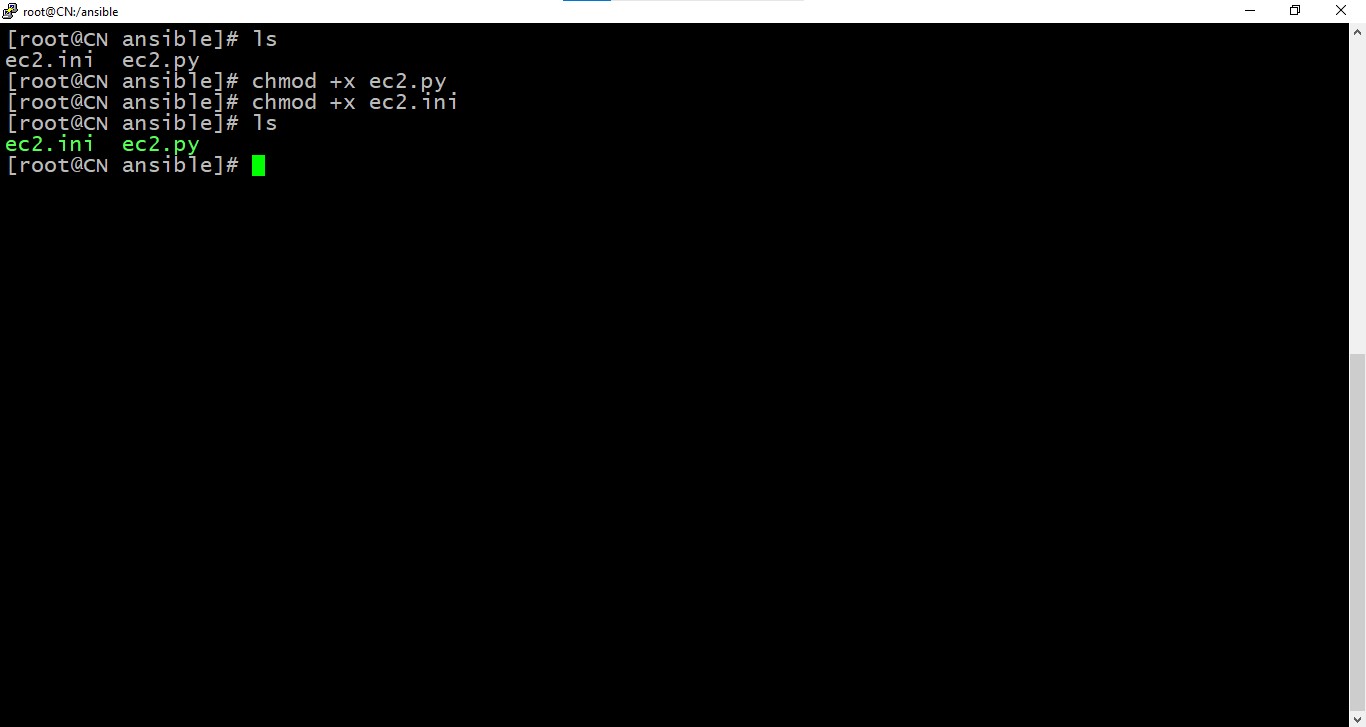 root@CN:/ansible
[root@CN ansible]# ls
ec2.ini  ec2.py
[root@CN ansible]# chmod +x ec2.py
[root@CN ansible]# chmod +x ec2.ini
[root@CN ansible]# ls
ec2.ini  ec2.py
[root@CN ansible]#